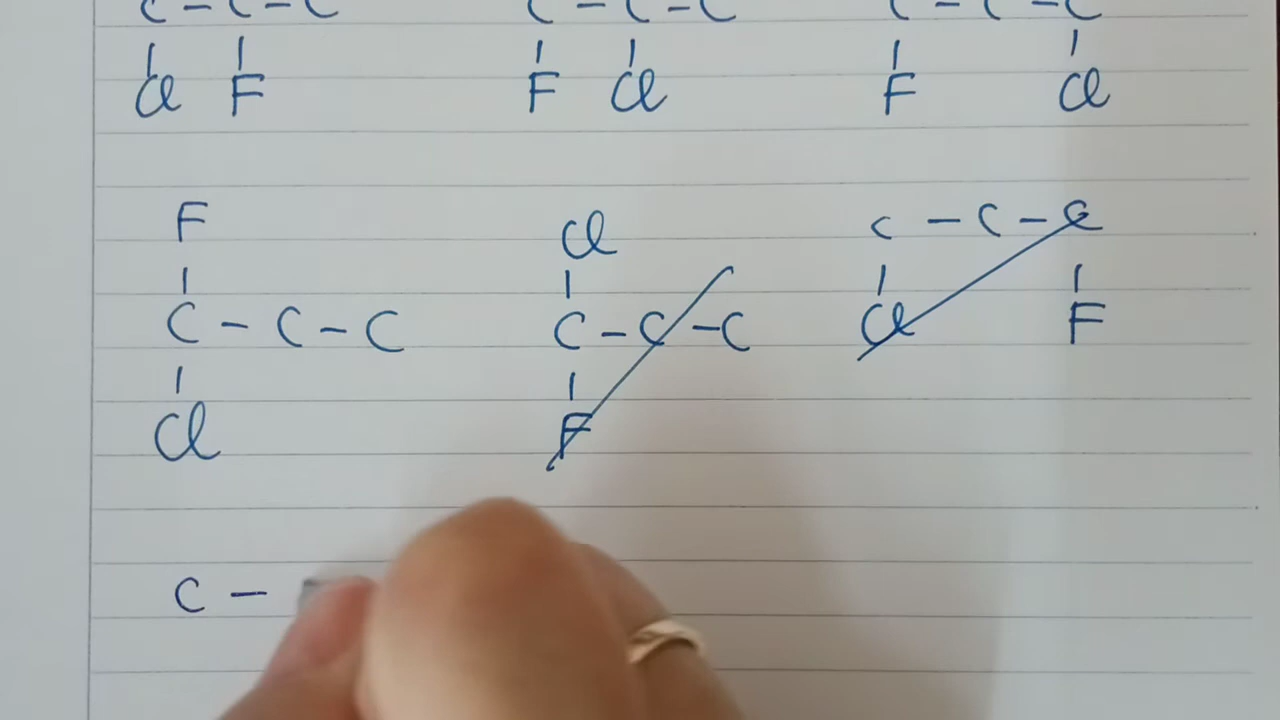 C - C - C C - C - C C - C - C
| | | | | |
Cl F F Cl F Cl
F Cl C - C - C
| | | |
C - C - C C - C - C Cl F
| |
Cl F
C -